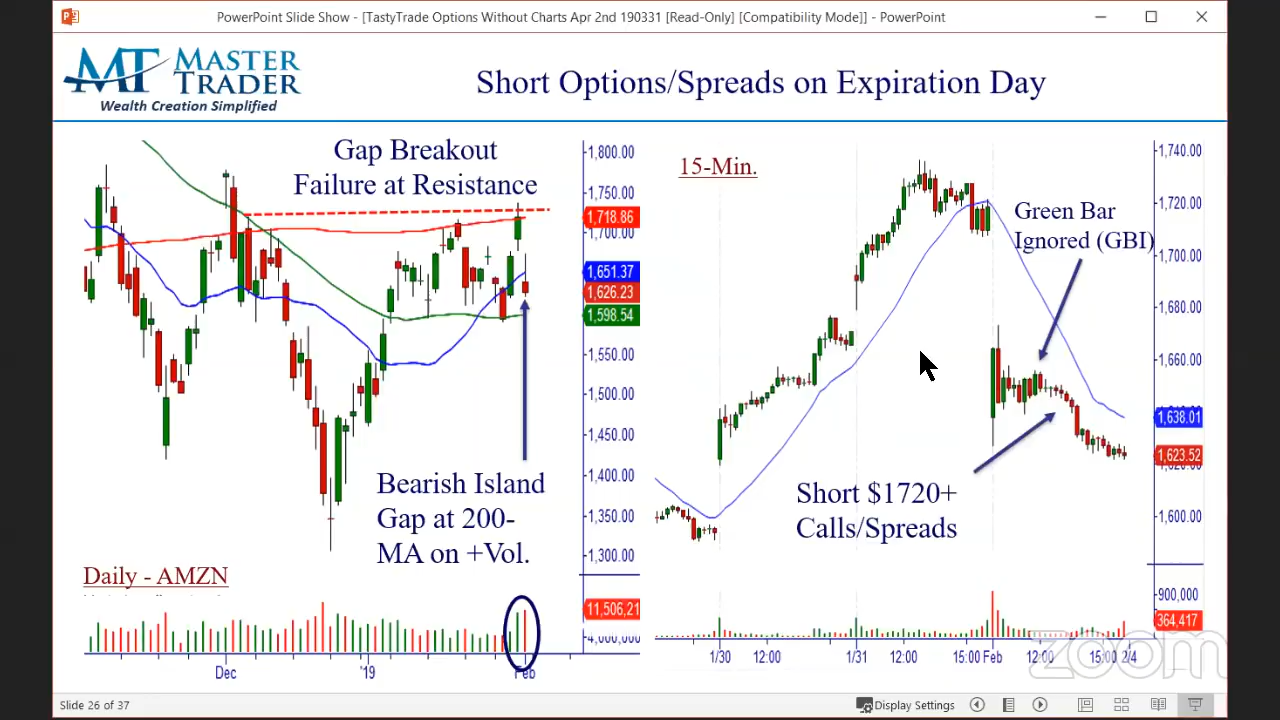 PowerPoint Slide Show - [TastyTrade Options Without Charts Apr 2nd 190331 [Read-Only] [Compatibility Mode]] - PowerPoint
MT MASTER
TRADER
Wealth Creation Simplified
Short Options/Spreads on Expiration Day
Gap Breakout
Failure at Resistance
1,800.00
1,750.00
1,718.86
1,700.00
1,651.37
1,626.23
1,598.54
1,550.00
1,500.00
1,450.00
1,400.00
1,350.00
1,300.00
Bearish Island
Gap at 200-
MA on +Vol.
Daily - AMZN
11,506,21
Dec '19 Feb
15-Min.
1,740.00
1,720.00
1,700.00
1,680.00
1,660.00
1,638.01
1,623.52
1,600.00
Green Bar
Ignored (GBI)
Short $1720+
Calls/Spreads
900,000
364,417
1/30 12:00 1/31 12:00 15:00 Feb 12:00 15:00 2/4
zoom
Slide 26 of 37
Display Settings